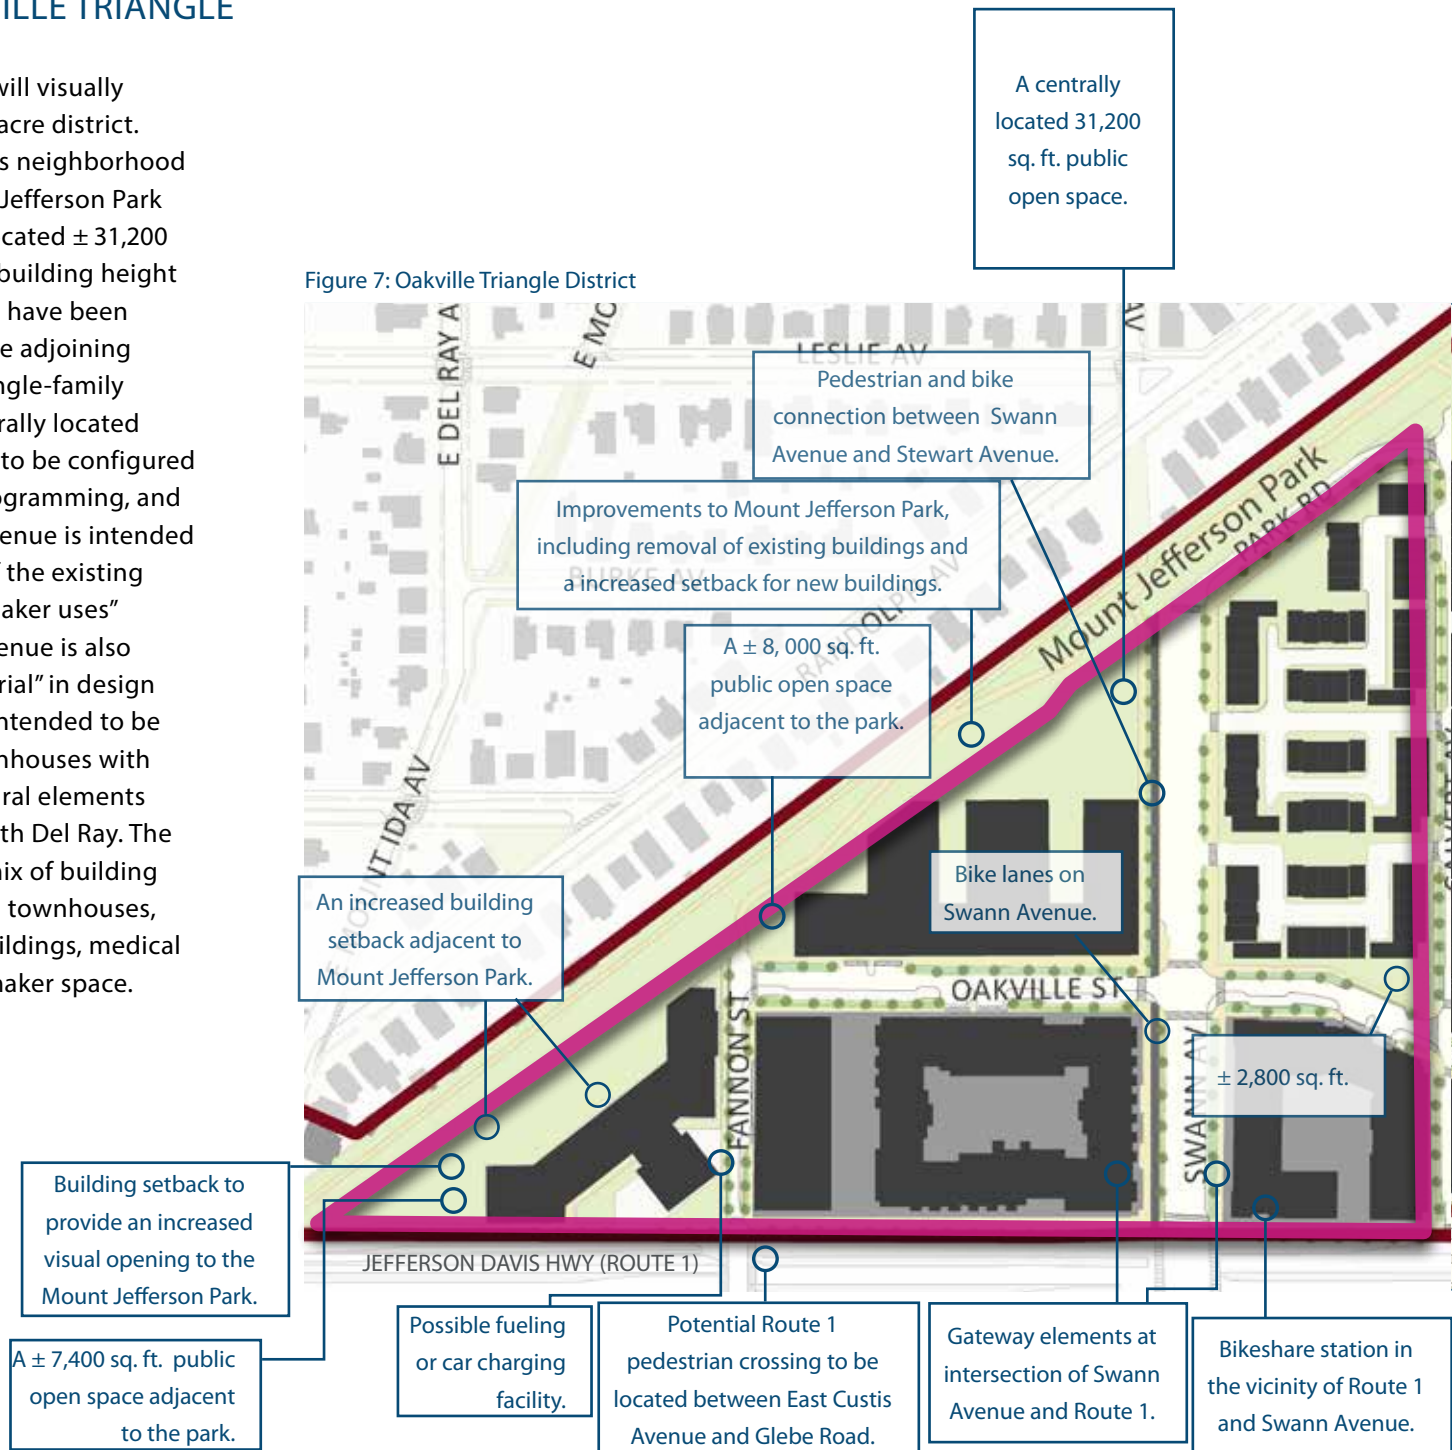 ILLE TRIANGLE
will visually
acre district.
s neighborhood
Jefferson Park
cated ± 31,200
building height
have been
e adjoining
ngle-family
rally located
to be configured
ogramming, and
enue is intended
f the existing
aker uses”
enue is also
rial” in design
ntended to be
nhouses with
ral elements
th Del Ray. The
nix of building
townhouses,
ildings, medical
naker space.
Figure 7: Oakville Triangle District
A centrally
located 31,200
sq. ft. public
open space.
E DEL RAY A
E MO
AV
LESLIE AV
Pedestrian and bike
connection between Swann
Avenue and Stewart Avenue.
Improvements to Mount Jefferson Park,
including removal of existing buildings and
a increased setback for new buildings.
BURKE AV
RANDOLPH AV
Mount Jefferson Park
PARK RD
A ± 8, 000 sq. ft.
public open space
adjacent to the park.
E MOUNT IDA AV
Bike lanes on
Swann Avenue.
An increased building
setback adjacent to
Mount Jefferson Park.
OAKVILLE ST
FANNON ST
SWANN AV
± 2,800 sq. ft.
Building setback to
provide an increased
visual opening to the
Mount Jefferson Park.
JEFFERSON DAVIS HWY (ROUTE 1)
A ± 7,400 sq. ft. public
open space adjacent
to the park.
Possible fueling
or car charging
facility.
Potential Route 1
pedestrian crossing to be
located between East Custis
Avenue and Glebe Road.
Gateway elements at
intersection of Swann
Avenue and Route 1.
Bikeshare station in
the vicinity of Route 1
and Swann Avenue.